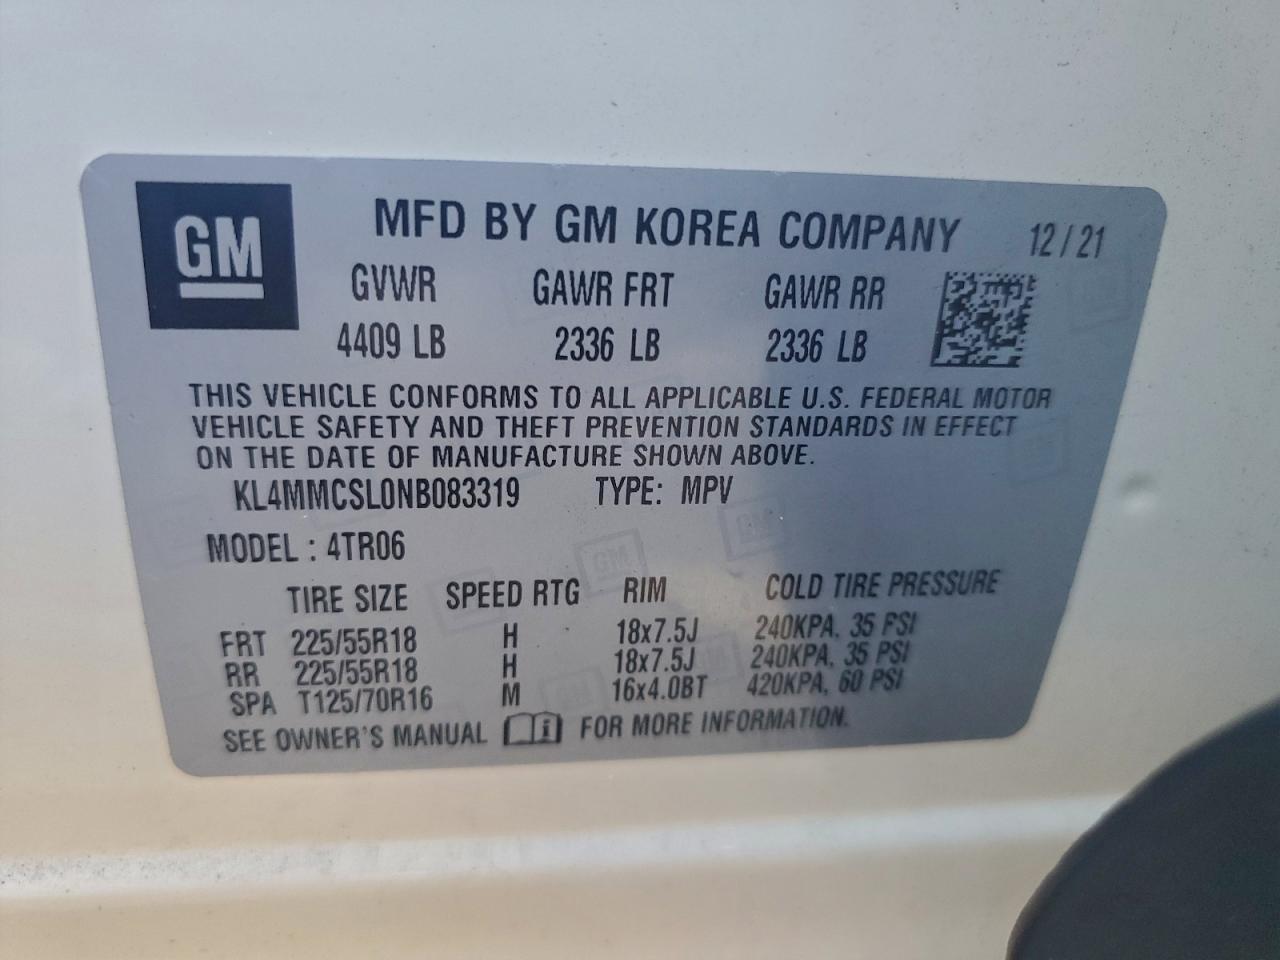 GM
MFD BY GM KOREA COMPANY 12/21
GVWR GAWR FRT GAWR RR
4409 LB 2336 LB 2336 LB
THIS VEHICLE CONFORMS TO ALL APPLICABLE U.S. FEDERAL MOTOR
VEHICLE SAFETY AND THEFT PREVENTION STANDARDS IN EFFECT
ON THE DATE OF MANUFACTURE SHOWN ABOVE.
KL4MMCSL0NB083319 TYPE: MPV
MODEL : 4TR06
TIRE SIZE SPEED RTG RIM COLD TIRE PRESSURE
FRT 225/55R18 H 18x7.5J 240KPA, 35 PSI
RR 225/55R18 H 18x7.5J 240KPA, 35 PSI
SPA T125/70R16 M 16x4.0BT 420KPA, 60 PSI
SEE OWNER'S MANUAL FOR MORE INFORMATION.